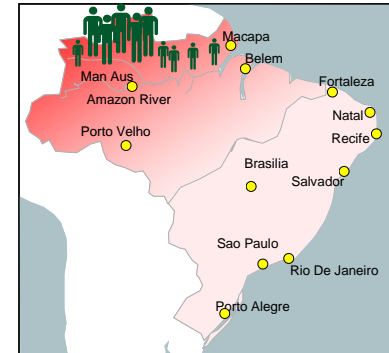 Macapa
Belem
Man Aus
Amazon River
Fortaleza
Natal
Porto Velho
Recife
Brasilia
Salvador
Sao Paulo
Rio De Janeiro
Porto Alegre